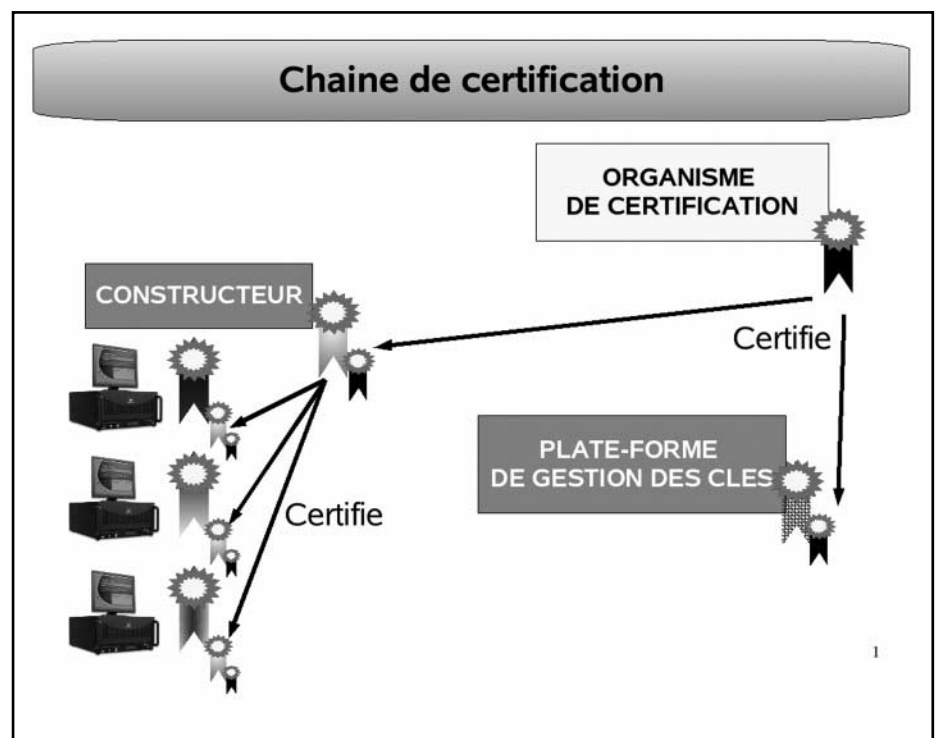 Chaine de certification
ORGANISME
DE CERTIFICATION
CONSTRUCTEUR
Certifie
PLATE-FORME
DE GESTION DES CLES
Certifie
1